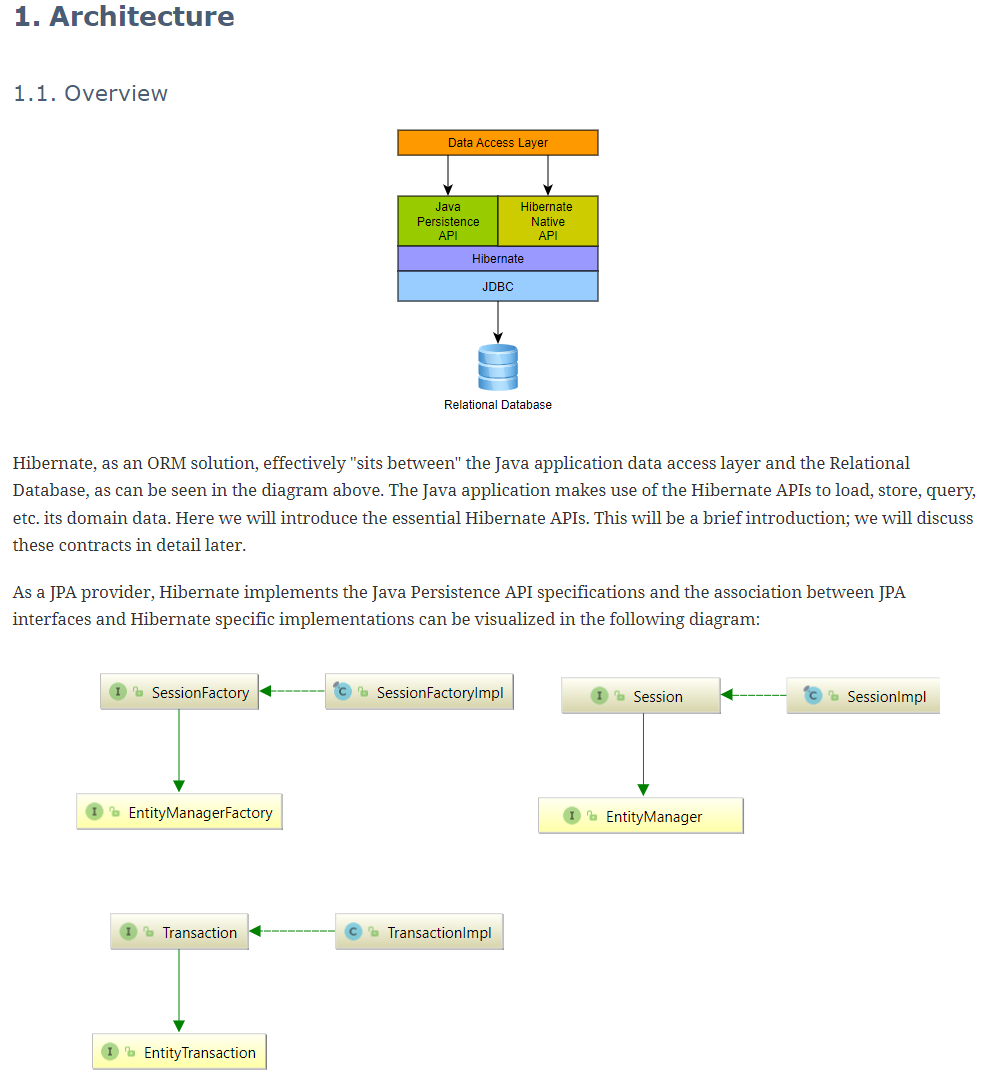 1. Architecture
1.1. Overview
Data Access Layer
Java
Persistence
API
Hibernate
Native
API
Hibernate
JDBC
Relational Database
Hibernate, as an ORM solution, effectively "sits between" the Java application data access layer and the Relational
Database, as can be seen in the diagram above. The Java application makes use of the Hibernate APIs to load, store, query,
etc. its domain data. Here we will introduce the essential Hibernate APIs. This will be a brief introduction; we will discuss
these contracts in detail later.
As a JPA provider, Hibernate implements the Java Persistence API specifications and the association between JPA
interfaces and Hibernate specific implementations can be visualized in the following diagram:
I SessionFactory
C SessionFactoryImpl
I Session
C SessionImpl
I EntityManagerFactory
I EntityManager
I Transaction
C TransactionImpl
I EntityTransaction